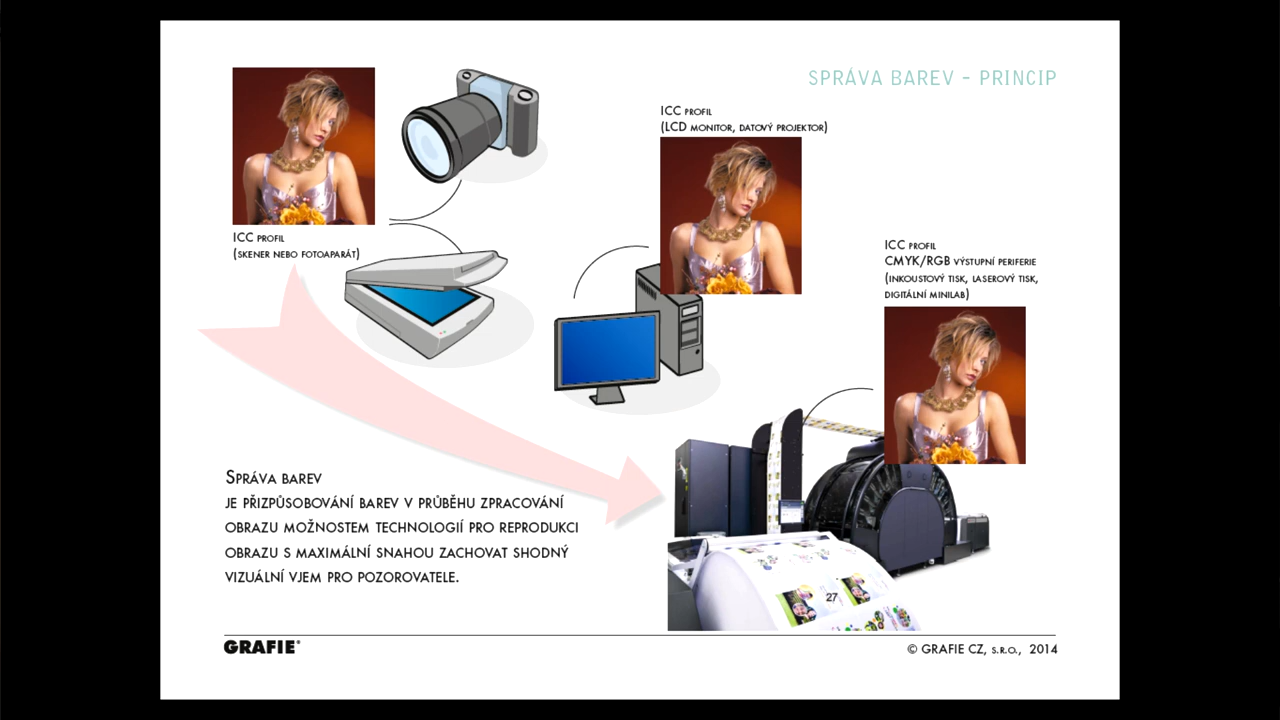 SPRÁVA BAREV – PRINCIP
ICC PROFIL
(SKENER NEBO FOTOAPARÁT)
ICC PROFIL
(LCD MONITOR, DATOVÝ PROJEKTOR)
ICC PROFIL
CMYK/RGB VÝSTUPNÍ PERIFERIE
(INKOUSTOVÝ TISK, LASEROVÝ TISK,
DIGITÁLNÍ MINILAB)
SPRÁVA BAREV
JE PŘIZPŮSOBOVÁNÍ BAREV V PRŮBĚHU ZPRACOVÁNÍ
OBRAZU MOŽNOSTEM TECHNOLOGIÍ PRO REPRODUKCI
OBRAZU S MAXIMÁLNÍ SNAHOU ZACHOVAT SHODNÝ
VIZUÁLNÍ VJEM PRO POZOROVATELE.
27
GRAFIE®
© GRAFIE CZ, S.R.O., 2014